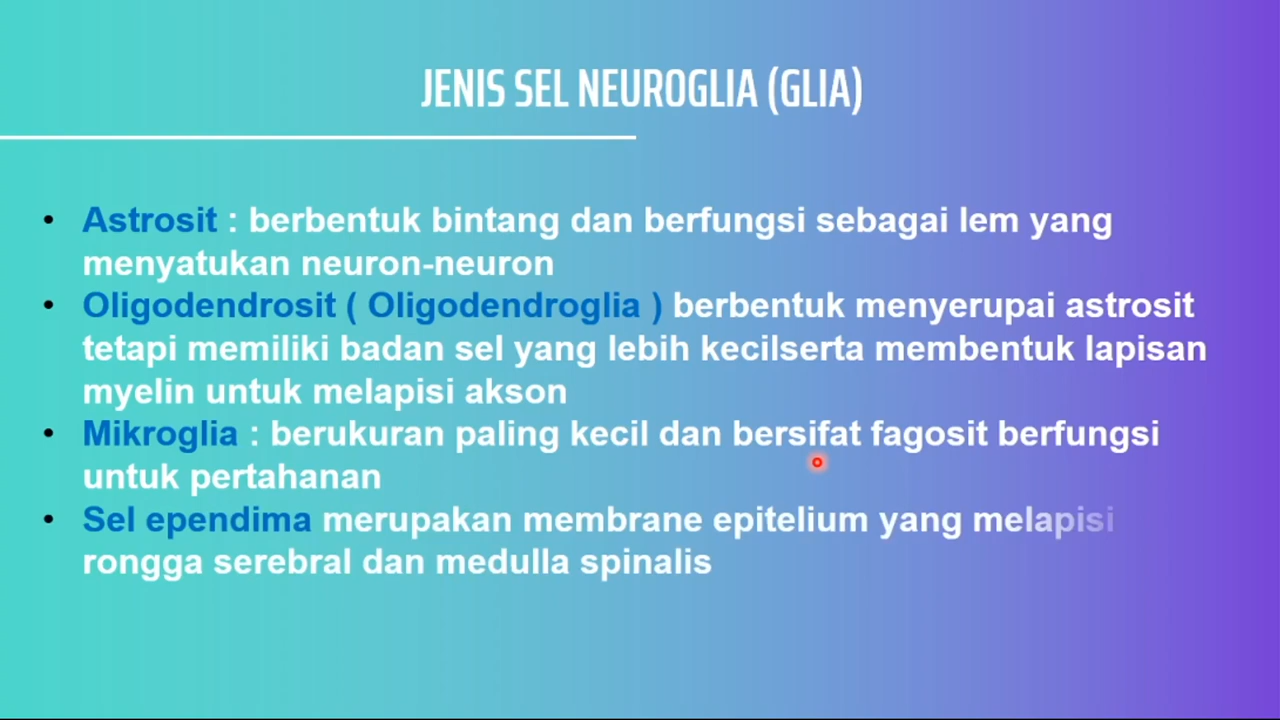 JENIS SEL NEUROGLIA (GLIA)
• Astrosit : berbentuk bintang dan berfungsi sebagai lem yang
menyatukan neuron-neuron
• Oligodendrosit ( Oligodendroglia ) berbentuk menyerupai astrosit
tetapi memiliki badan sel yang lebih kecilserta membentuk lapisan
myelin untuk melapisi akson
• Mikroglia : berukuran paling kecil dan bersifat fagosit berfungsi
untuk pertahanan
• Sel ependima merupakan membrane epitelium yang melapisi
rongga serebral dan medulla spinalis